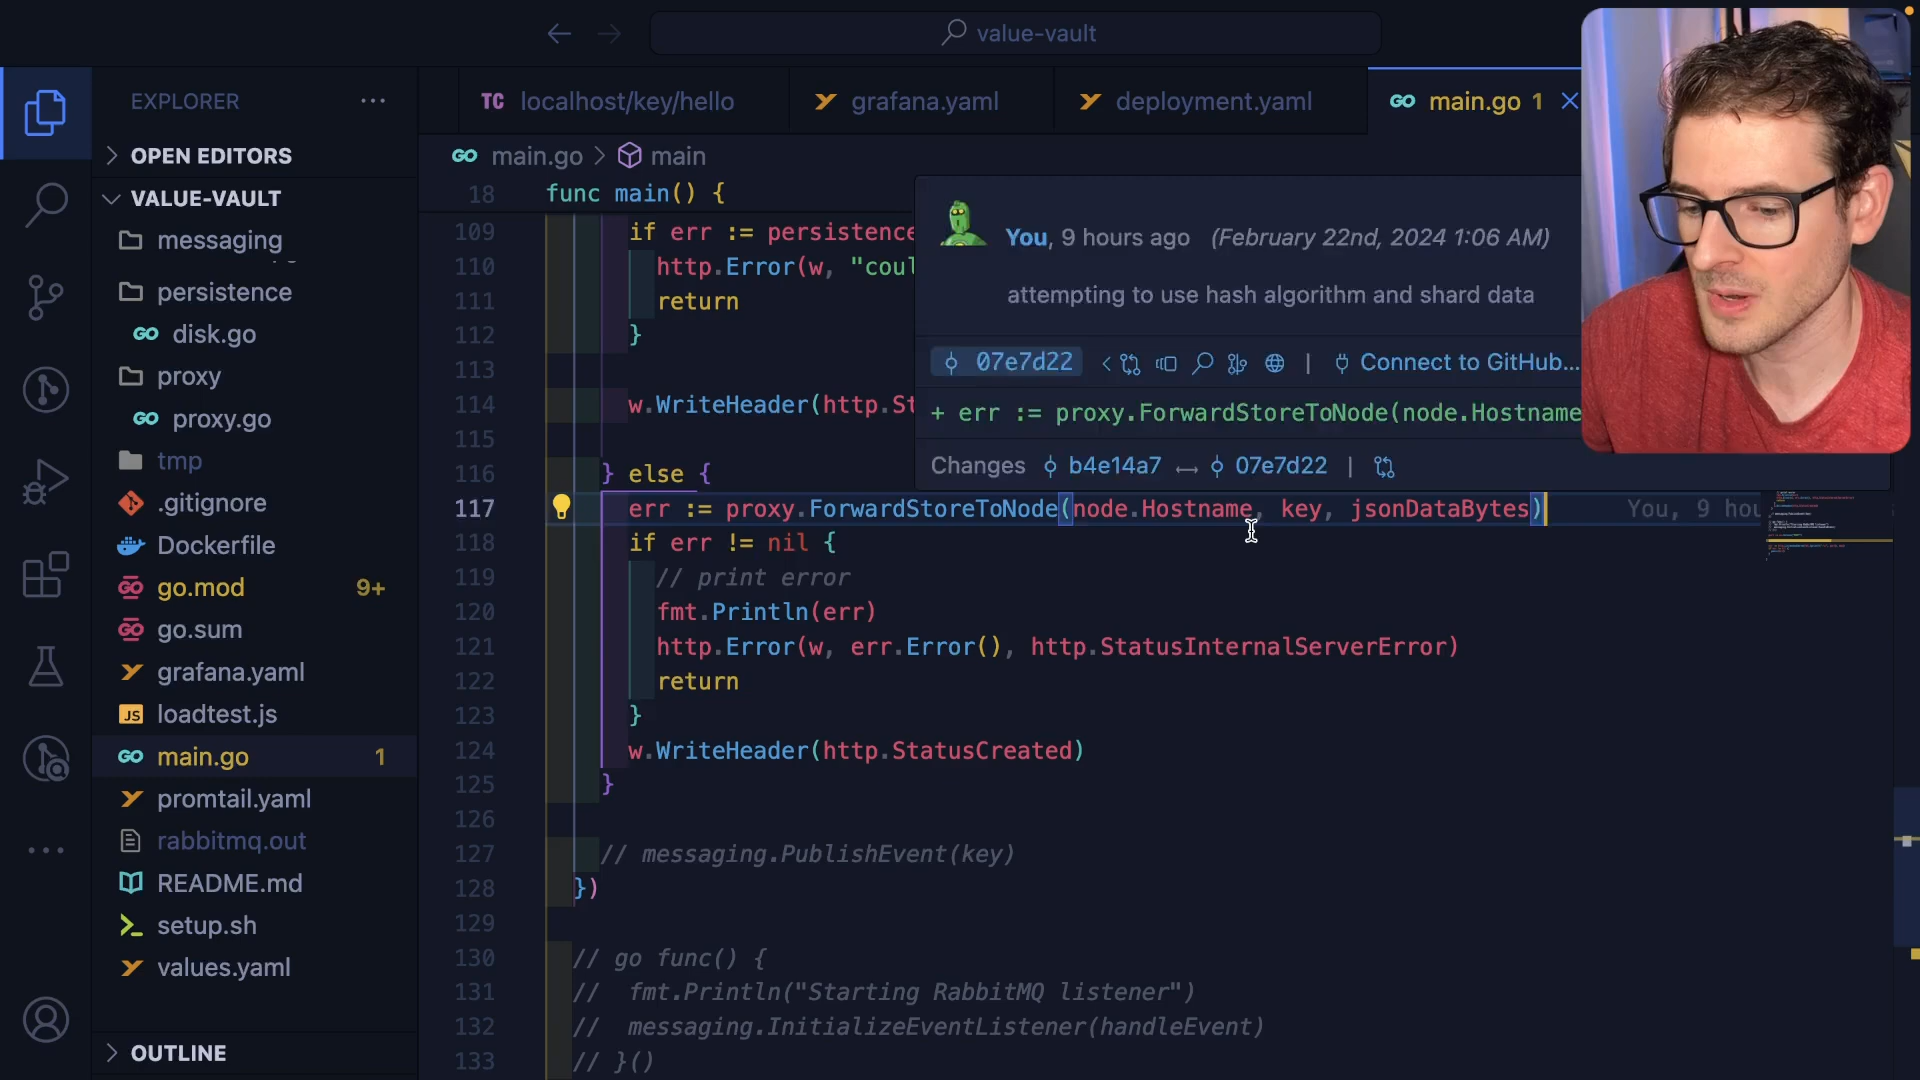 value-vault
EXPLORER
OPEN EDITORS
VALUE-VAULT
messaging
persistence
disk.go
proxy
proxy.go
tmp
.gitignore
Dockerfile
go.mod 9+
go.sum
grafana.yaml
JS loadtest.js
main.go 1
promtail.yaml
rabbitmq.out
README.md
setup.sh
values.yaml
OUTLINE
TC localhost/key/hello
grafana.yaml
deployment.yaml
GO main.go 1
GO main.go > main
18 func main() {
109 if err := persistence
110 http.Error(w, "coul
111 return
112 }
113
114 w.WriteHeader(http.St
115
116 } else {
117 err := proxy.ForwardStoreToNode(node.Hostname, key, jsonDataBytes) You, 9 hou
118 if err != nil {
119 // print error
120 fmt.Println(err)
121 http.Error(w, err.Error(), http.StatusInternalServerError)
122 return
123 }
124 w.WriteHeader(http.StatusCreated)
125 }
126
127 // messaging.PublishEvent(key)
128 })
129
130 // go func() {
131 // fmt.Println("Starting RabbitMQ listener")
132 // messaging.InitializeEventListener(handleEvent)
133 // }()
You, 9 hours ago (February 22nd, 2024 1:06 AM)
attempting to use hash algorithm and shard data
07e7d22 | Connect to GitHub...
+ err := proxy.ForwardStoreToNode(node.Hostname
Changes b4e14a7 ↔ 07e7d22 |